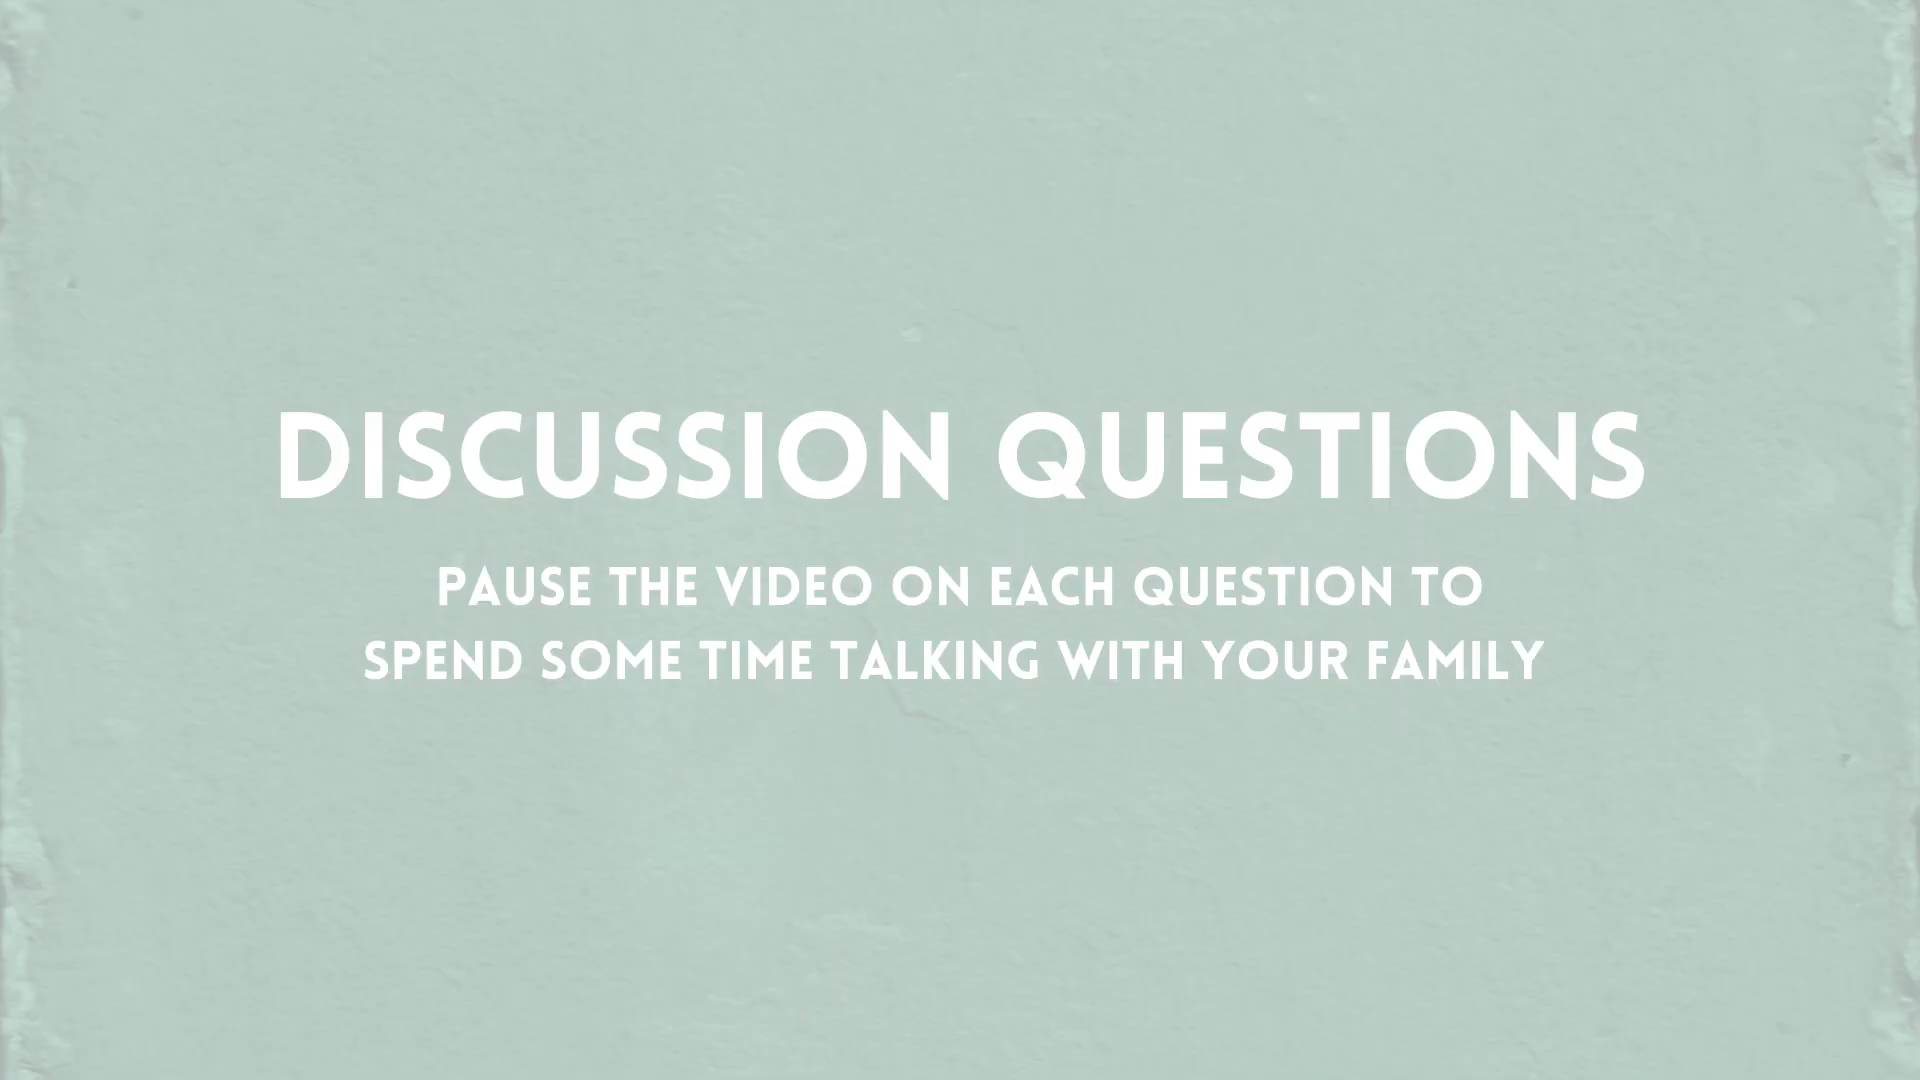 DISCUSSION QUESTIONS
PAUSE THE VIDEO ON EACH QUESTION TO
SPEND SOME TIME TALKING WITH YOUR FAMILY